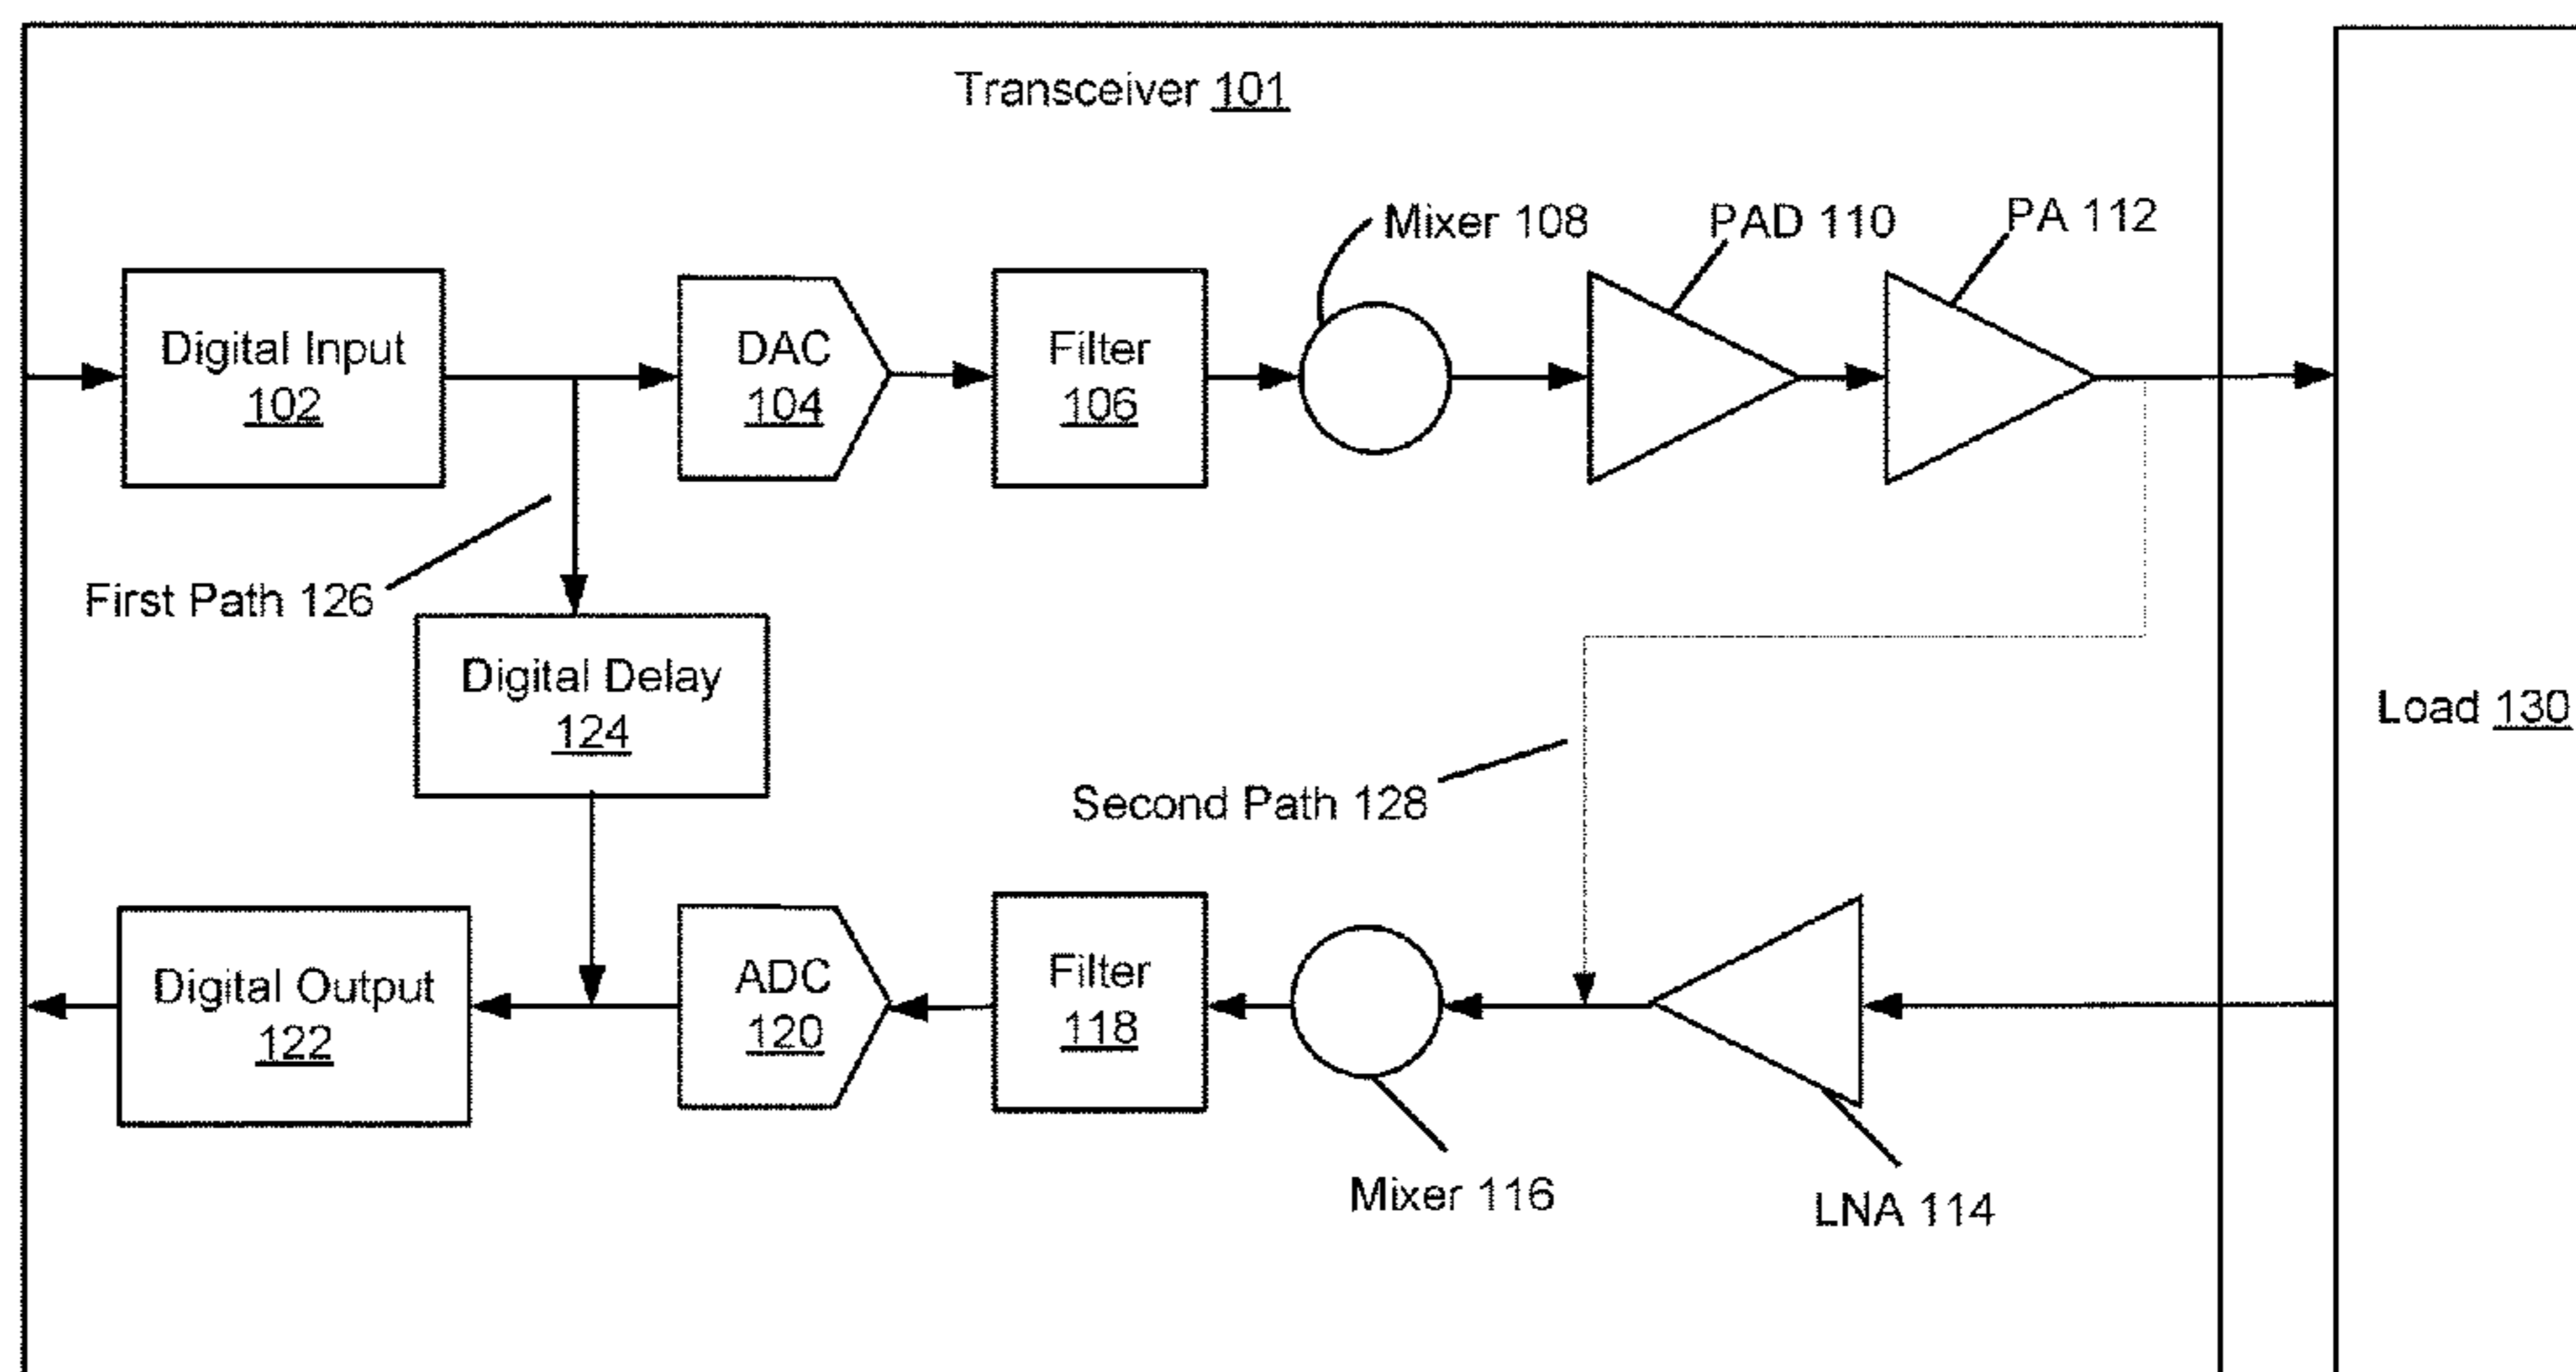 Transceiver 101
Mixer 108
PAD 110
PA 112
Digital Input
102
DAC
104
Filter
106
First Path 126
Digital Delay
124
Load 130
Second Path 128
Digital Output
122
ADC
120
Filter
118
Mixer 116
LNA 114